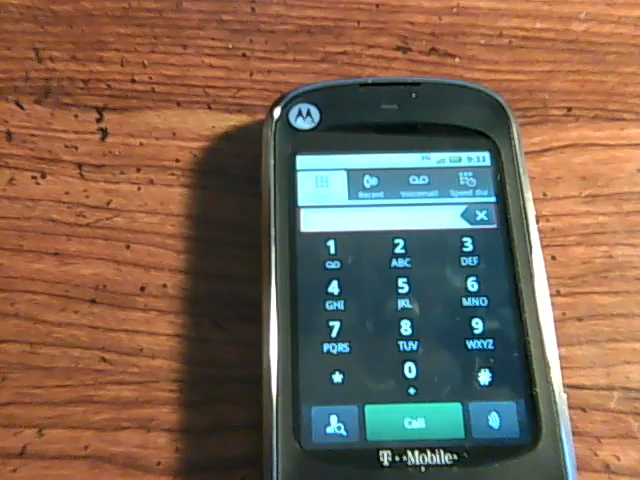 3G 9:33
Recent Voicemail Speed dial
1 2 3
ABC DEF
4 5 6
GHI JKL MNO
7 8 9
PQRS TUV WXYZ
* 0 #
+
Call
T··Mobile·